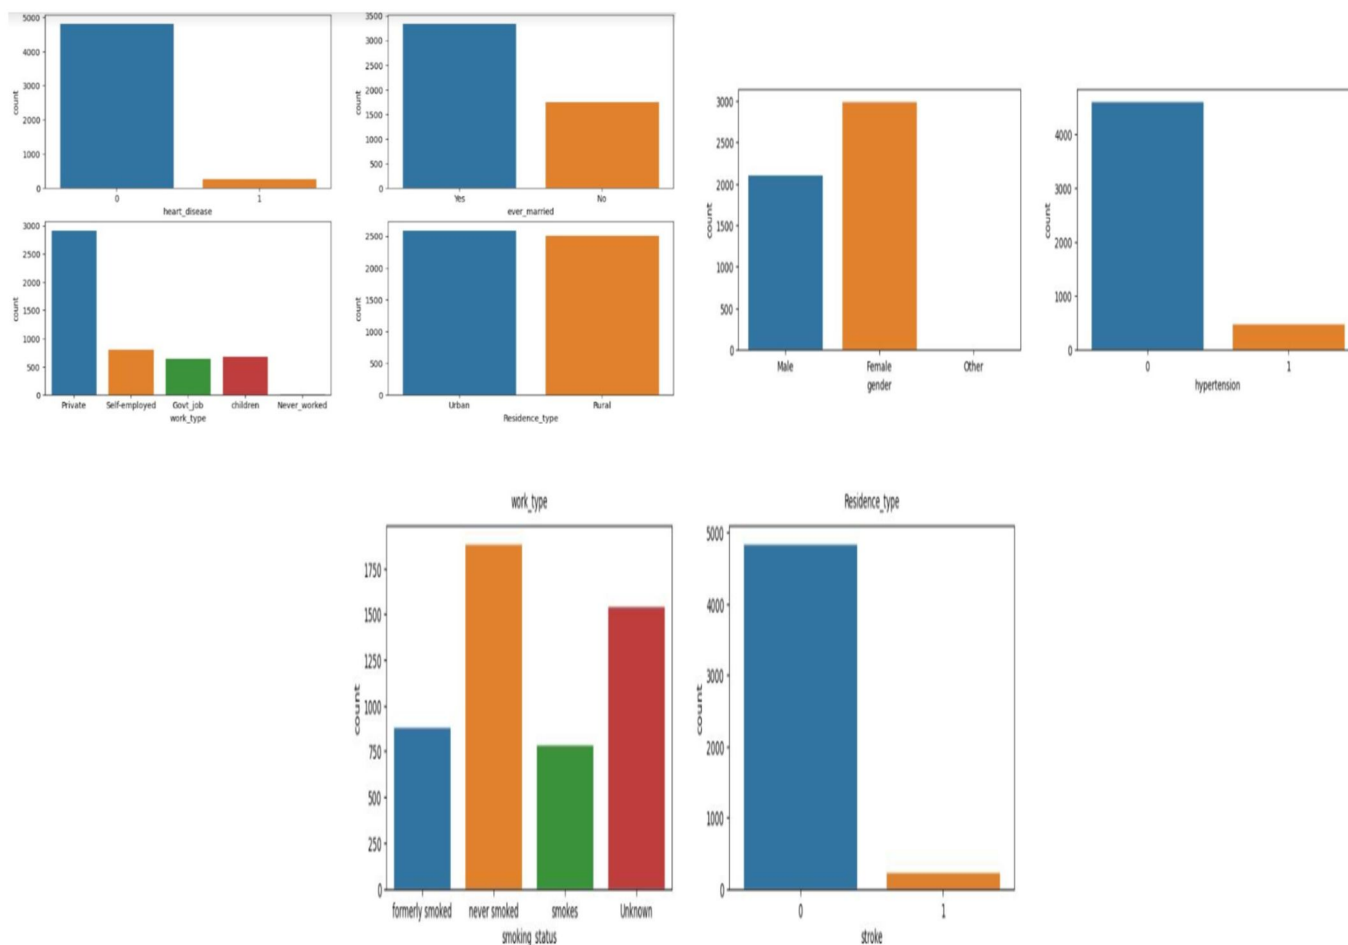 5000
4000
3000
2000
1000
0
count
0 1
heart_disease
3500
3000
2500
2000
1500
1000
500
0
count
Yes No
ever_married
3000
2500
2000
1500
1000
500
0
count
Private Self-employed Govt_job children Never_worked
work_type
2500
2000
1500
1000
500
0
count
Urban Rural
Residence_type
3000
2500
2000
1500
1000
500
0
count
Male Female Other
gender
4000
3000
2000
1000
0
count
0 1
hypertension
work_type
1750
1500
1250
1000
750
500
250
0
count
formerly smoked never smoked smokes Unknown
smoking_status
Residence_type
5000
4000
3000
2000
1000
0
count
0 1
stroke